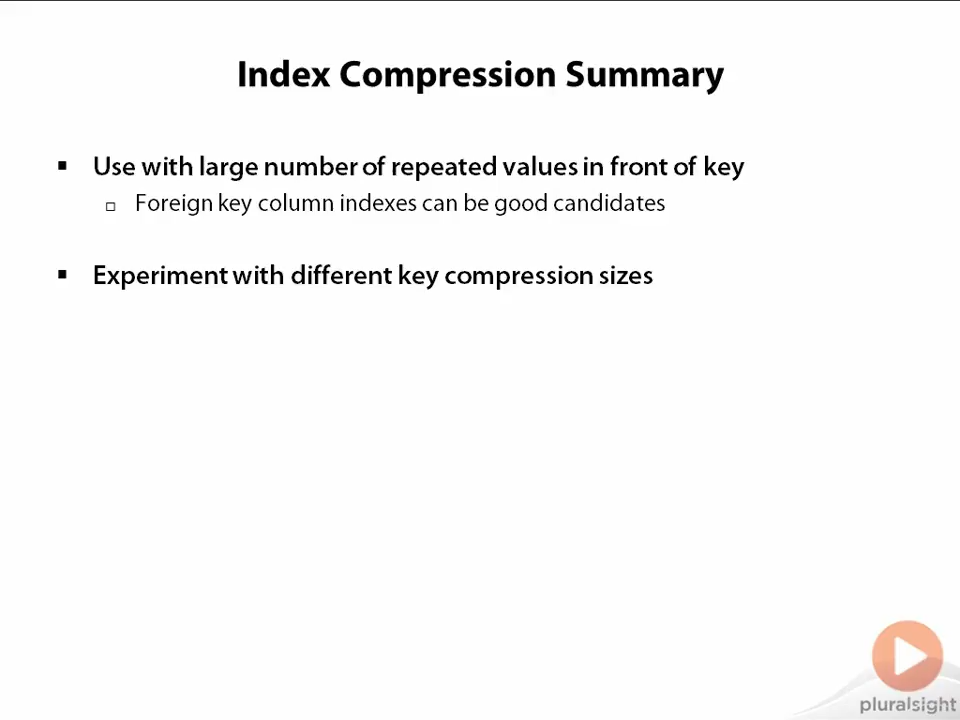 Index Compression Summary
▪ Use with large number of repeated values in front of key
▫ Foreign key column indexes can be good candidates
▪ Experiment with different key compression sizes
pluralsight